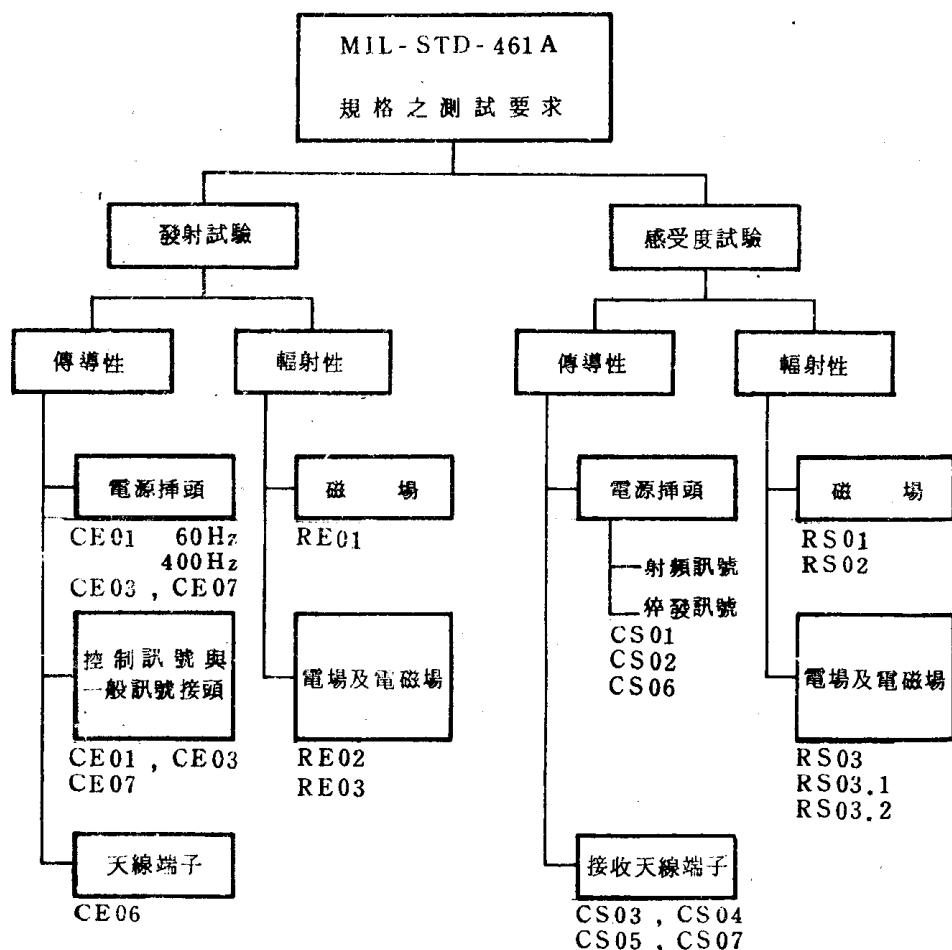 MIL-STD-461A
規格之測試要求
發射試驗
感受度試驗
傳導性
輻射性
傳導性
輻射性
電源插頭
CE01 60Hz
400Hz
CE03 , CE07
控制訊號與
一般訊號接頭
CE01 , CE03
CE07
天線端子
CE06
磁場
RE01
電場及電磁場
RE02
RE03
電源插頭
射頻訊號
猝發訊號
CS01
CS02
CS06
接收天線端子
CS03 , CS04
CS05 , CS07
磁場
RS01
RS02
電場及電磁場
RS03
RS03.1
RS03.2